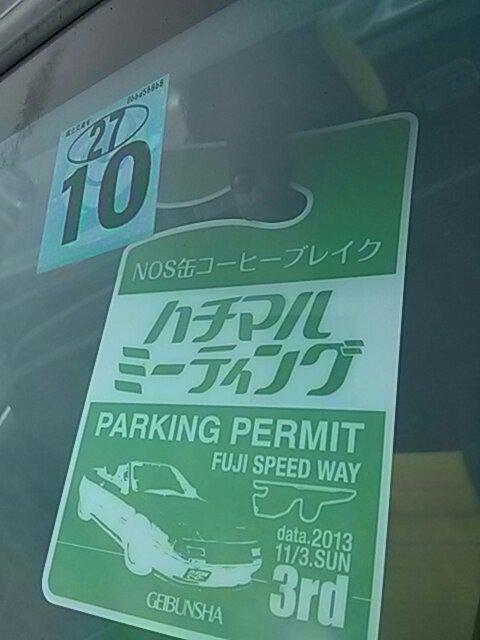 27
10
NOS缶コーヒーブレイク
ハチマル
ミーティング
PARKING PERMIT
FUJI SPEED WAY
data.2013
11/3.SUN
3rd
GEIBUNSHA